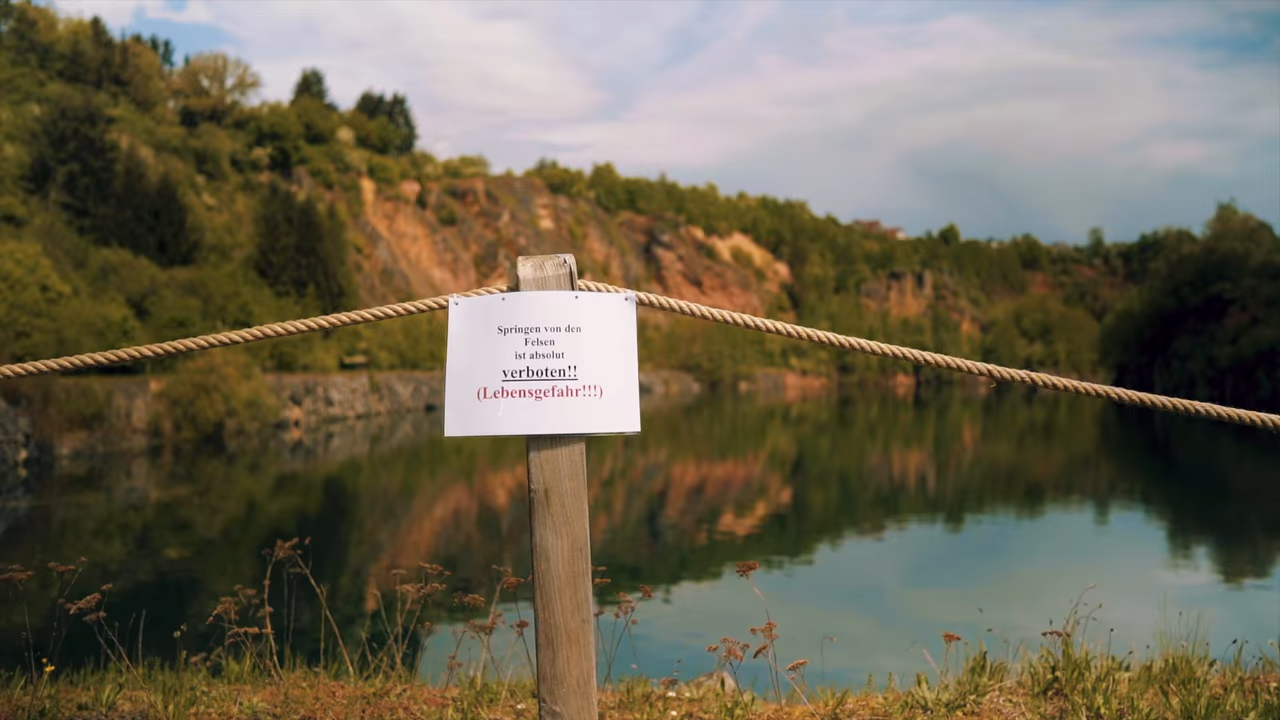 Springen von den
Felsen
ist absolut
verboten!!
(Lebensgefahr!!!)